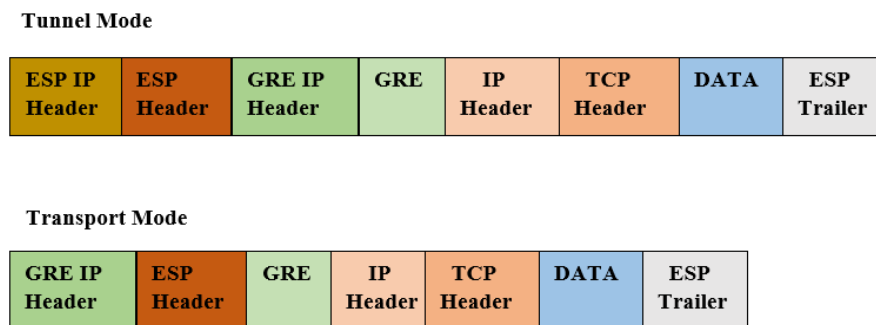 Tunnel Mode
ESP IP ESP GRE IP GRE IP TCP DATA ESP
Header Header Header Header Header Trailer
Transport Mode
GRE IP ESP GRE IP TCP DATA ESP
Header Header Header Header Trailer